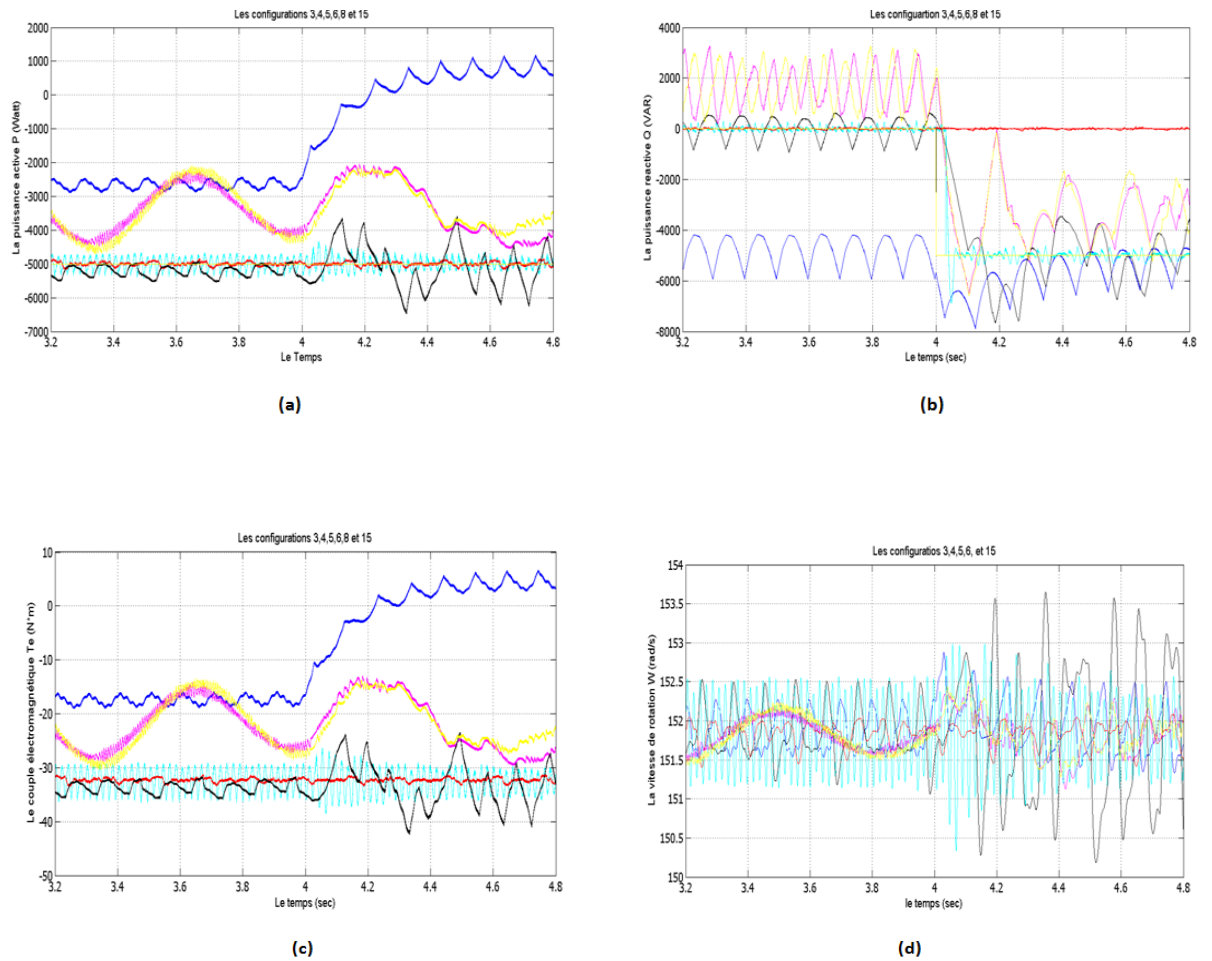 Les configurations 3,4,5,6,8 et 15
La puissance active P (Watt)
2000
1000
0
-1000
-2000
-3000
-4000
-5000
-6000
-7000
3.2 3.4 3.6 3.8 4 4.2 4.4 4.6 4.8
Le Temps
(a)
Les configuartion 3,4,5,6,8 et 15
La puissance reactive Q (VAR)
4000
2000
0
-2000
-4000
-6000
-8000
3.2 3.4 3.6 3.8 4 4.2 4.4 4.6 4.8
Le temps (sec)
(b)
Les configurations 3,4,5,6,8 et 15
Le couple électromagnétique Te (N*m)
10
0
-10
-20
-30
-40
-50
3.2 3.4 3.6 3.8 4 4.2 4.4 4.6 4.8
Le temps (sec)
(c)
Les configuratios 3,4,5,6, et 15
La vitesse de rotation W (rad/s)
154
153.5
153
152.5
152
151.5
151
150.5
150
3.2 3.4 3.6 3.8 4 4.2 4.4 4.6 4.8
le temps (sec)
(d)